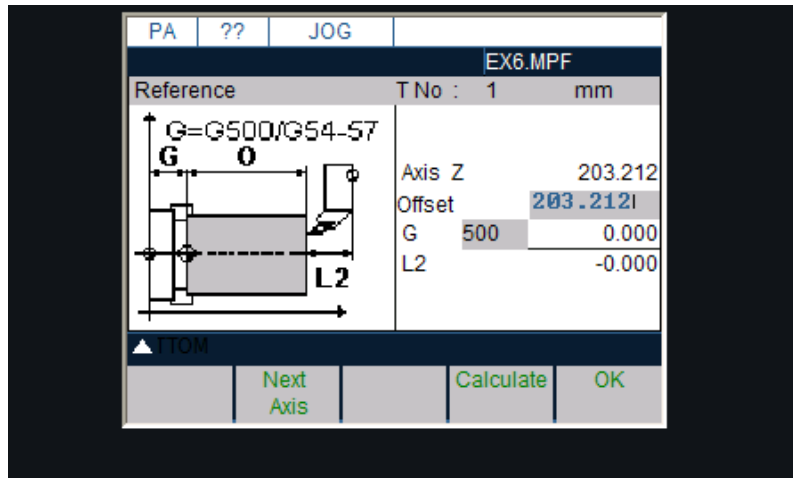 PA ?? JOG
EX6.MPF
Reference T No : 1 mm
G=G500/G54-57
G O
L2
Axis Z 203.212
Offset 203.212
G 500 0.000
L2 -0.000
TTOM
Next Axis Calculate OK